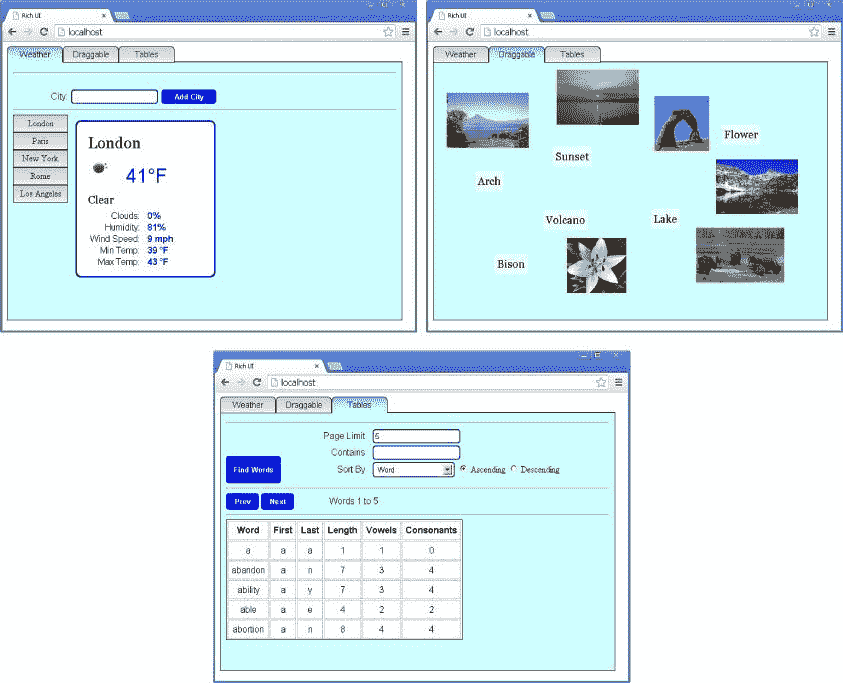 Rich UI
localhost
Weather Draggable Tables
City: Add City
London
Paris
New York
Rome
Los Angeles
London
41°F
Clear
Clouds: 0%
Humidity: 81%
Wind Speed: 9 mph
Min Temp: 39 °F
Max Temp: 43 °F
Rich UI
localhost
Weather Draggable Tables
Flower
Sunset
Arch
Volcano Lake
Bison
Rich UI
localhost
Weather Draggable Tables
Page Limit 5
Contains
Find Words
Sort By Word Ascending Descending
Prev Next Words 1 to 5
Word First Last Length Vowels Consonants
a a a 1 1 0
abandon a n 7 3 4
ability a y 7 3 4
able a e 4 2 2
abortion a n 8 4 4